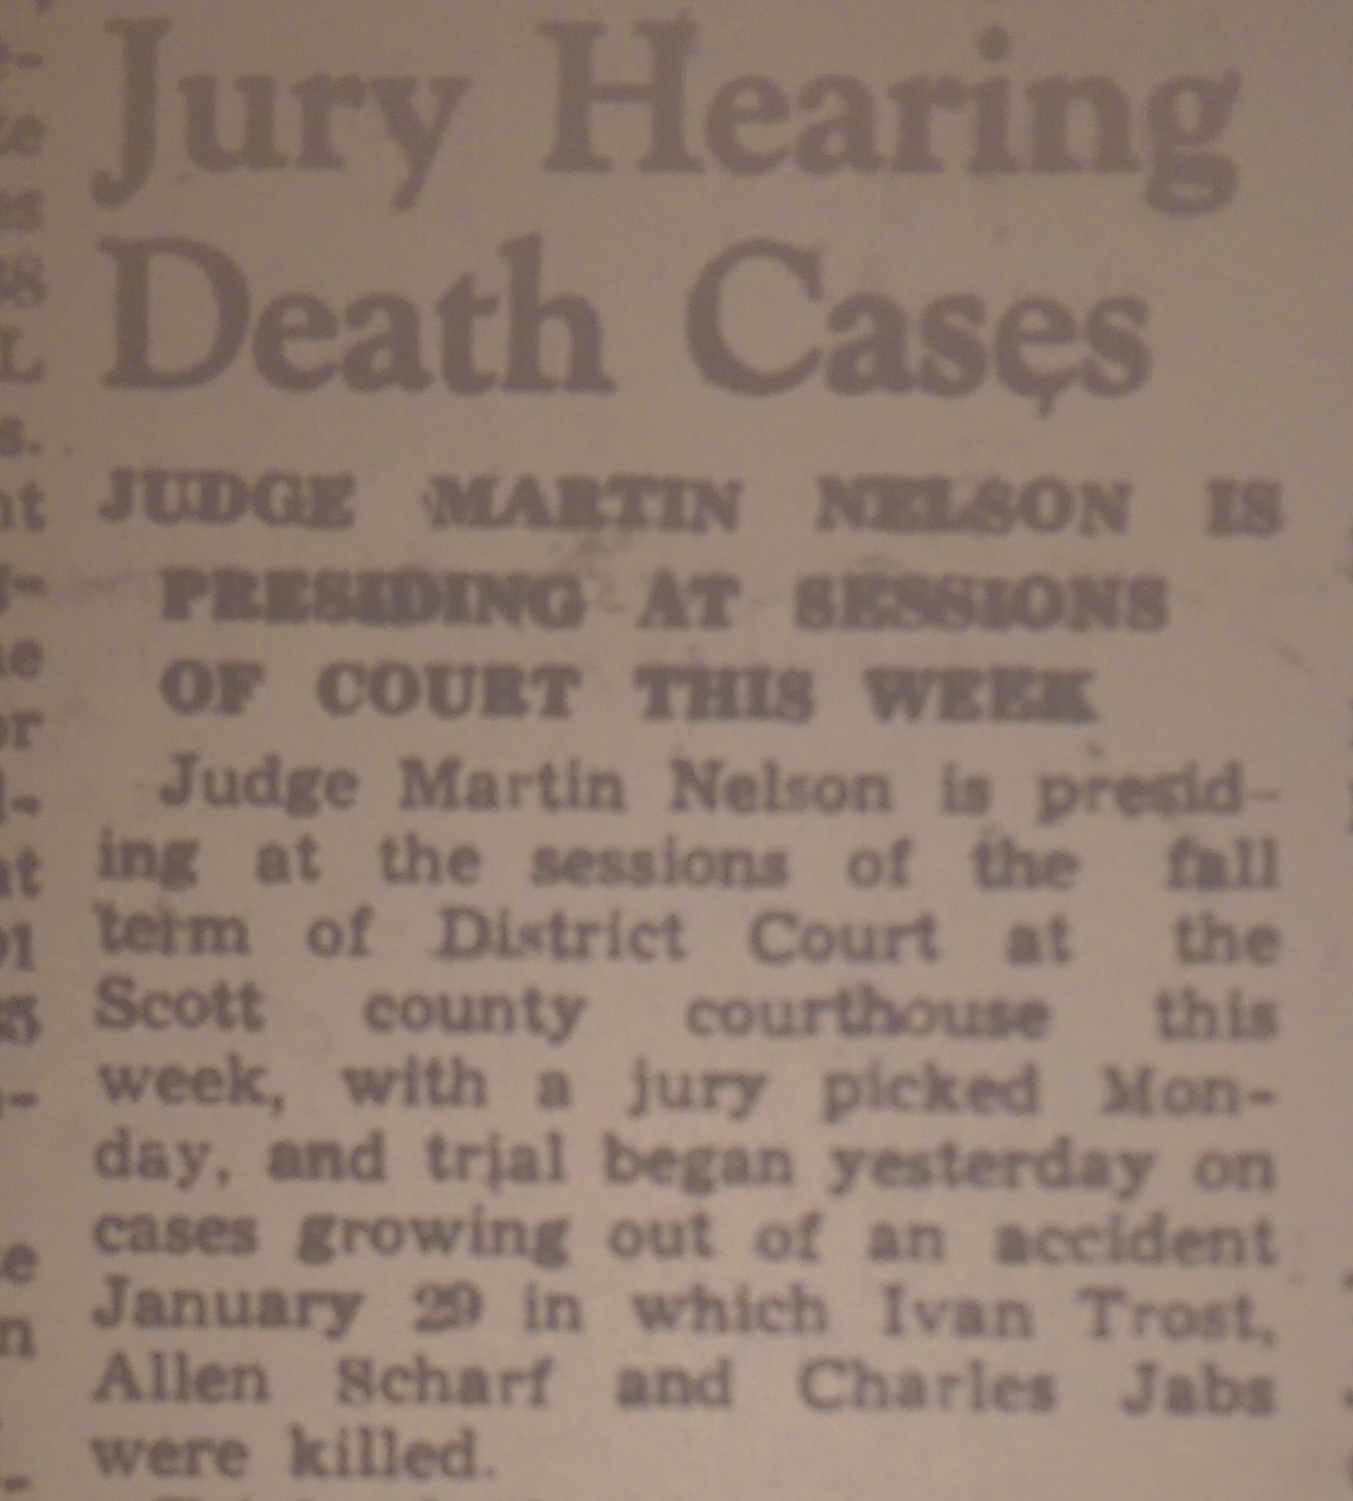 Jury Hearing
Death Cases
JUDGE MARTIN NELSON IS
PRESIDING AT SESSIONS
OF COURT THIS WEEK
Judge Martin Nelson is presid-
ing at the sessions of the fall
term of District Court at the
Scott county courthouse this
week, with a jury picked Mon-
day, and trial began yesterday on
cases growing out of an accident
January 29 in which Ivan Trost,
Allen Scharf and Charles Jabs
were killed.